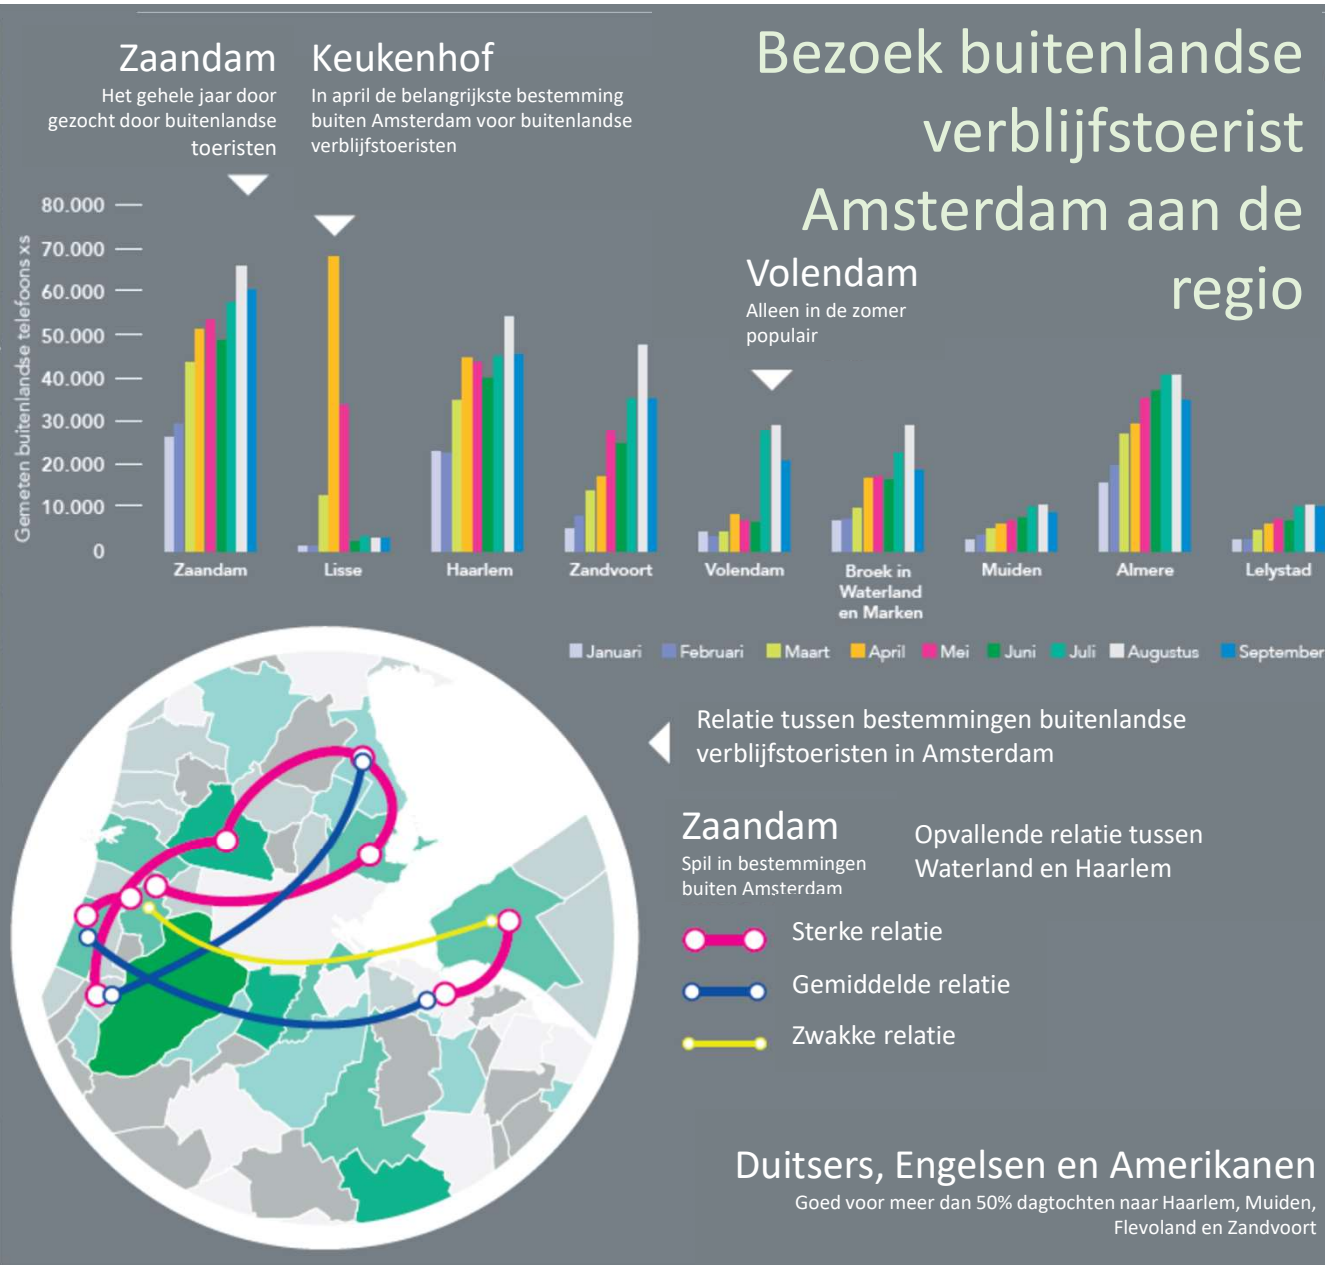 Bezoek buitenlandse
verblijfstoerist
Amsterdam aan de
regio
Zaandam
Het gehele jaar door
gezocht door buitenlandse
toeristen
Keukenhof
In april de belangrijkste bestemming
buiten Amsterdam voor buitenlandse
verblijfstoeristen
Volendam
Alleen in de zomer
populair
Gemeten buitenlandse telefoons xs
80.000
70.000
60.000
50.000
40.000
30.000
20.000
10.000
0
Zaandam
Lisse
Haarlem
Zandvoort
Volendam
Broek in
Waterland
en Marken
Muiden
Almere
Lelystad
Januari Februari Maart April Mei Juni Juli Augustus September
Relatie tussen bestemmingen buitenlandse
verblijfstoeristen in Amsterdam
Zaandam
Spil in bestemmingen
buiten Amsterdam
Opvallende relatie tussen
Waterland en Haarlem
Sterke relatie
Gemiddelde relatie
Zwakke relatie
Duitsers, Engelsen en Amerikanen
Goed voor meer dan 50% dagtochten naar Haarlem, Muiden,
Flevoland en Zandvoort